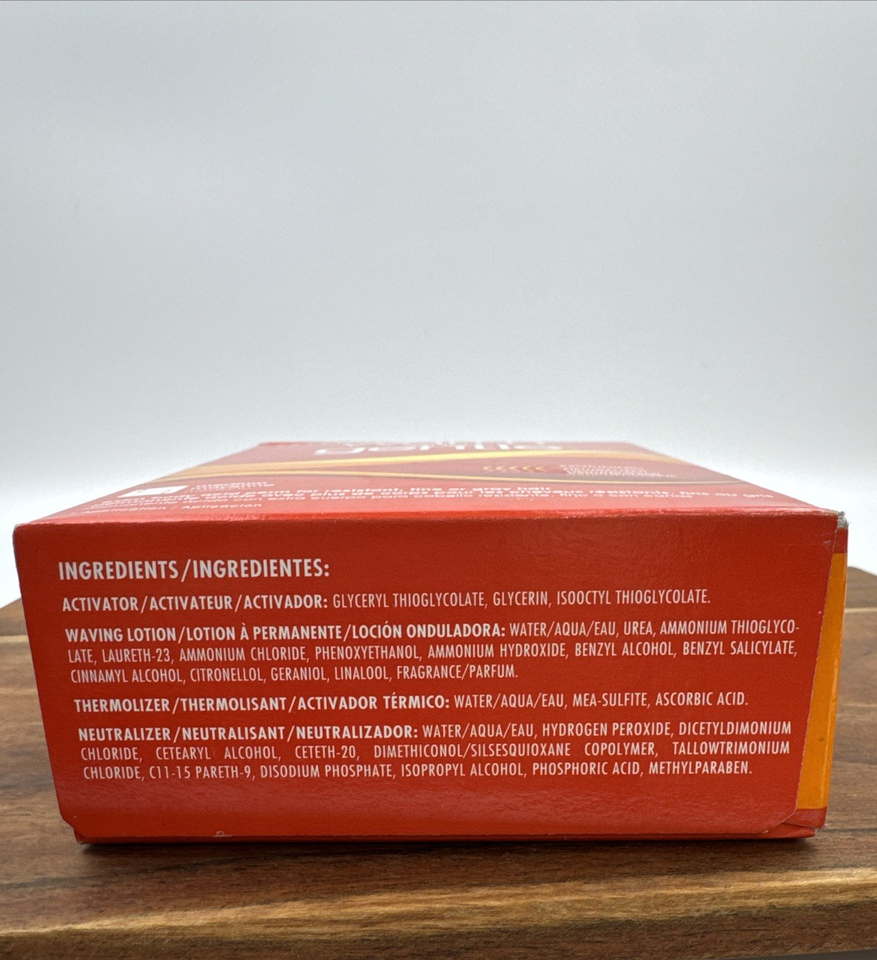 Aplicación
INGREDIENTS/INGREDIENTES:
ACTIVATOR/ACTIVATEUR/ACTIVADOR: GLYCERYL THIOGLYCOLATE, GLYCERIN, ISOOCTYL THIOGLYCOLATE.
WAVING LOTION/LOTION À PERMANENTE/LOCIÓN ONDULADORA: WATER/AQUA/EAU, UREA, AMMONIUM THIOGLYCO-
LATE, LAURETH-23, AMMONIUM CHLORIDE, PHENOXYETHANOL, AMMONIUM HYDROXIDE, BENZYL ALCOHOL, BENZYL SALICYLATE,
CINNAMYL ALCOHOL, CITRONELLOL, GERANIOL, LINALOOL, FRAGRANCE/PARFUM.
THERMOLIZER/THERMOLISANT/ACTIVADOR TÉRMICO: WATER/AQUA/EAU, MEA-SULFITE, ASCORBIC ACID.
NEUTRALIZER/NEUTRALISANT/NEUTRALIZADOR: WATER/AQUA/EAU, HYDROGEN PEROXIDE, DICETYLDIMONIUM
CHLORIDE, CETEARYL ALCOHOL, CETETH-20, DIMETHICONOL/SILSESQUIOXANE COPOLYMER, TALLOWTRIMONIUM
CHLORIDE, C11-15 PARETH-9, DISODIUM PHOSPHATE, ISOPROPYL ALCOHOL, PHOSPHORIC ACID, METHYLPARABEN.